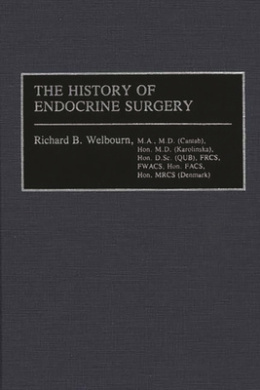 THE HISTORY OF
ENDOCRINE SURGERY
Richard B. Welbourn, M.A., M.D. (Cantab),
Hon. M.D. (Karolinska),
Hon. D.Sc. (QUB), FRCS,
FWACS, Hon. FACS,
Hon. MRCS (Denmark)